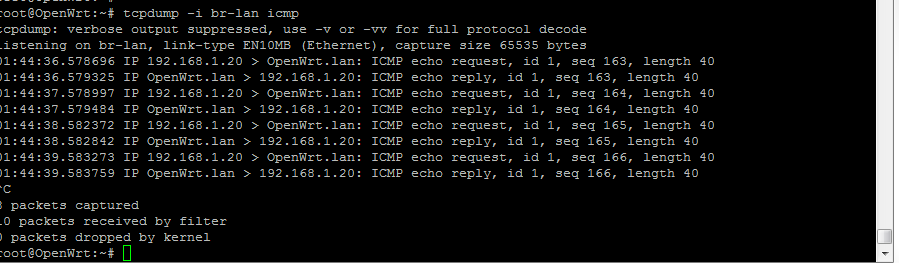 root@OpenWrt:~# tcpdump -i br-lan icmp
tcpdump: verbose output suppressed, use -v or -vv for full protocol decode
listening on br-lan, link-type EN10MB (Ethernet), capture size 65535 bytes
01:44:36.578696 IP 192.168.1.20 > OpenWrt.lan: ICMP echo request, id 1, seq 163, length 40
01:44:36.579325 IP OpenWrt.lan > 192.168.1.20: ICMP echo reply, id 1, seq 163, length 40
01:44:37.578997 IP 192.168.1.20 > OpenWrt.lan: ICMP echo request, id 1, seq 164, length 40
01:44:37.579484 IP OpenWrt.lan > 192.168.1.20: ICMP echo reply, id 1, seq 164, length 40
01:44:38.582372 IP 192.168.1.20 > OpenWrt.lan: ICMP echo request, id 1, seq 165, length 40
01:44:38.582842 IP OpenWrt.lan > 192.168.1.20: ICMP echo reply, id 1, seq 165, length 40
01:44:39.583273 IP 192.168.1.20 > OpenWrt.lan: ICMP echo request, id 1, seq 166, length 40
01:44:39.583759 IP OpenWrt.lan > 192.168.1.20: ICMP echo reply, id 1, seq 166, length 40
^C
8 packets captured
10 packets received by filter
0 packets dropped by kernel
root@OpenWrt:~#